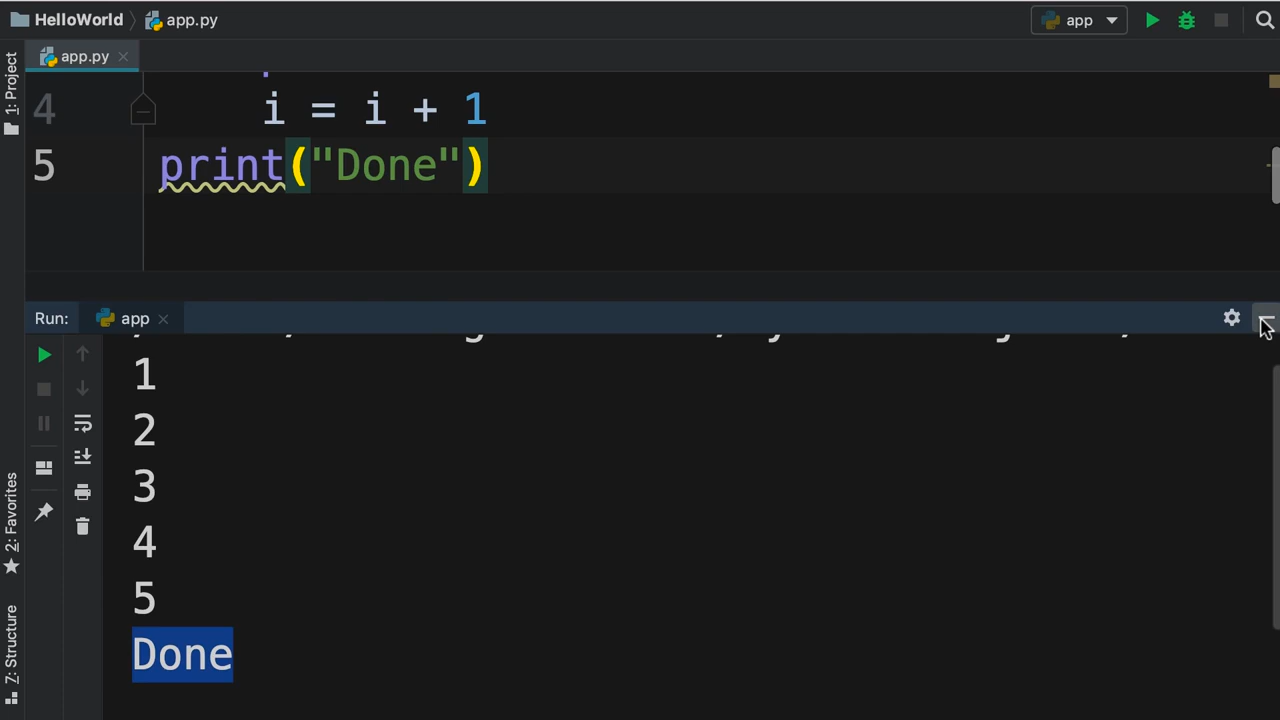 HelloWorld app.py
app
app.py
1: Project
4 i = i + 1
5 print("Done")
Run: app
1
2
3
4
5
Done
2: Favorites
Z: Structure